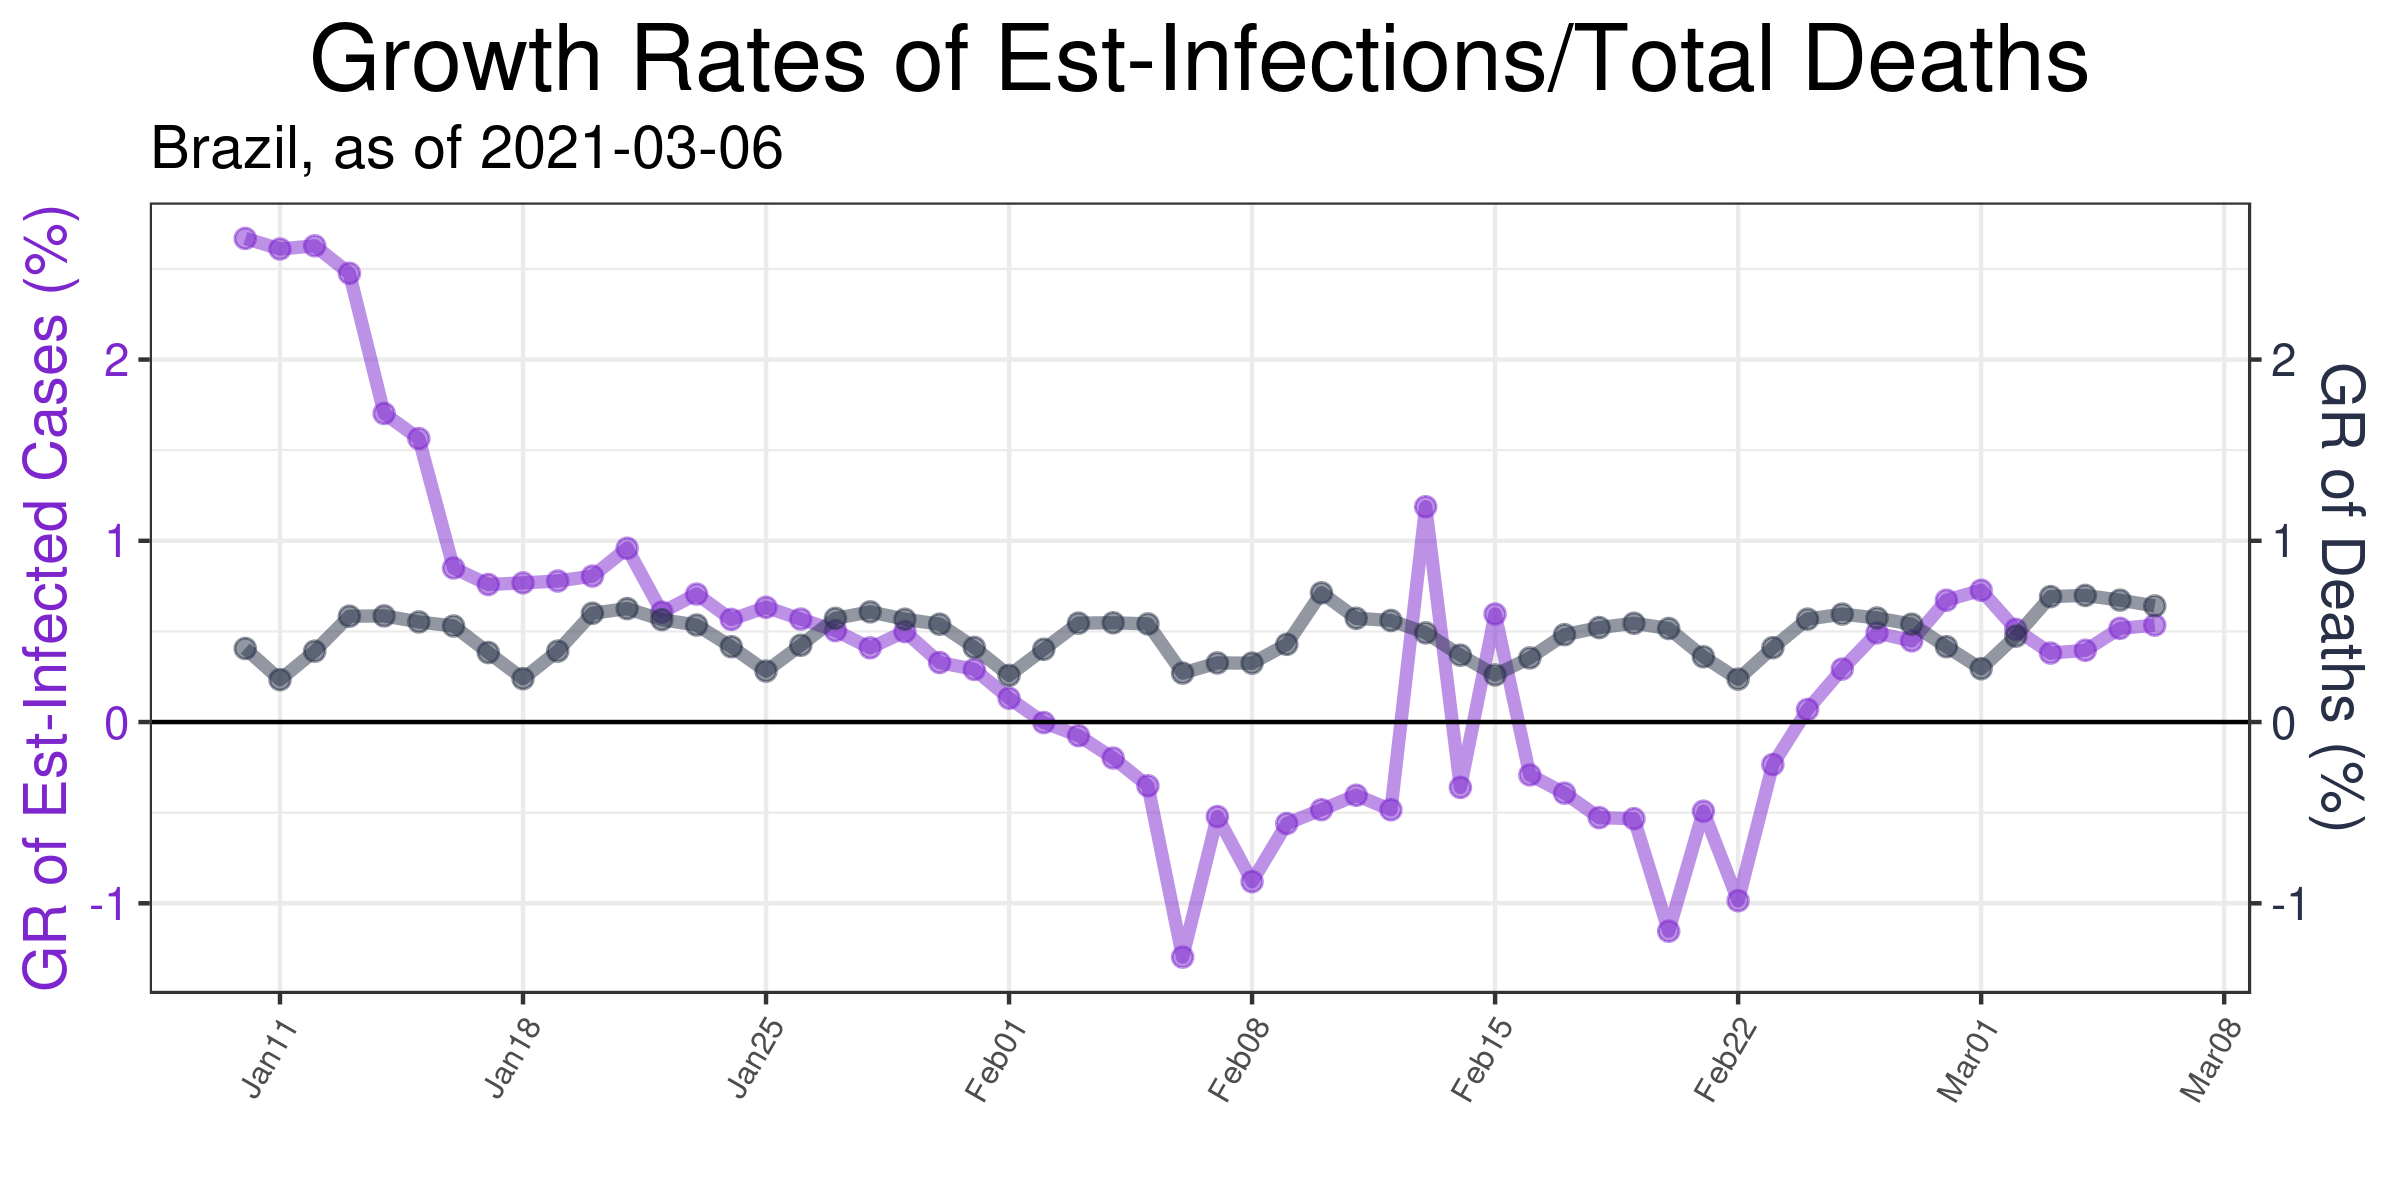 Growth Rates of Est-Infections/Total Deaths
Brazil, as of 2021-03-06
GR of Est-Infected Cases (%)
2
1
0
-1
2
1
0
-1
GR of Deaths (%)
Jan11
Jan18
Jan25
Feb01
Feb08
Feb15
Feb22
Mar01
Mar08